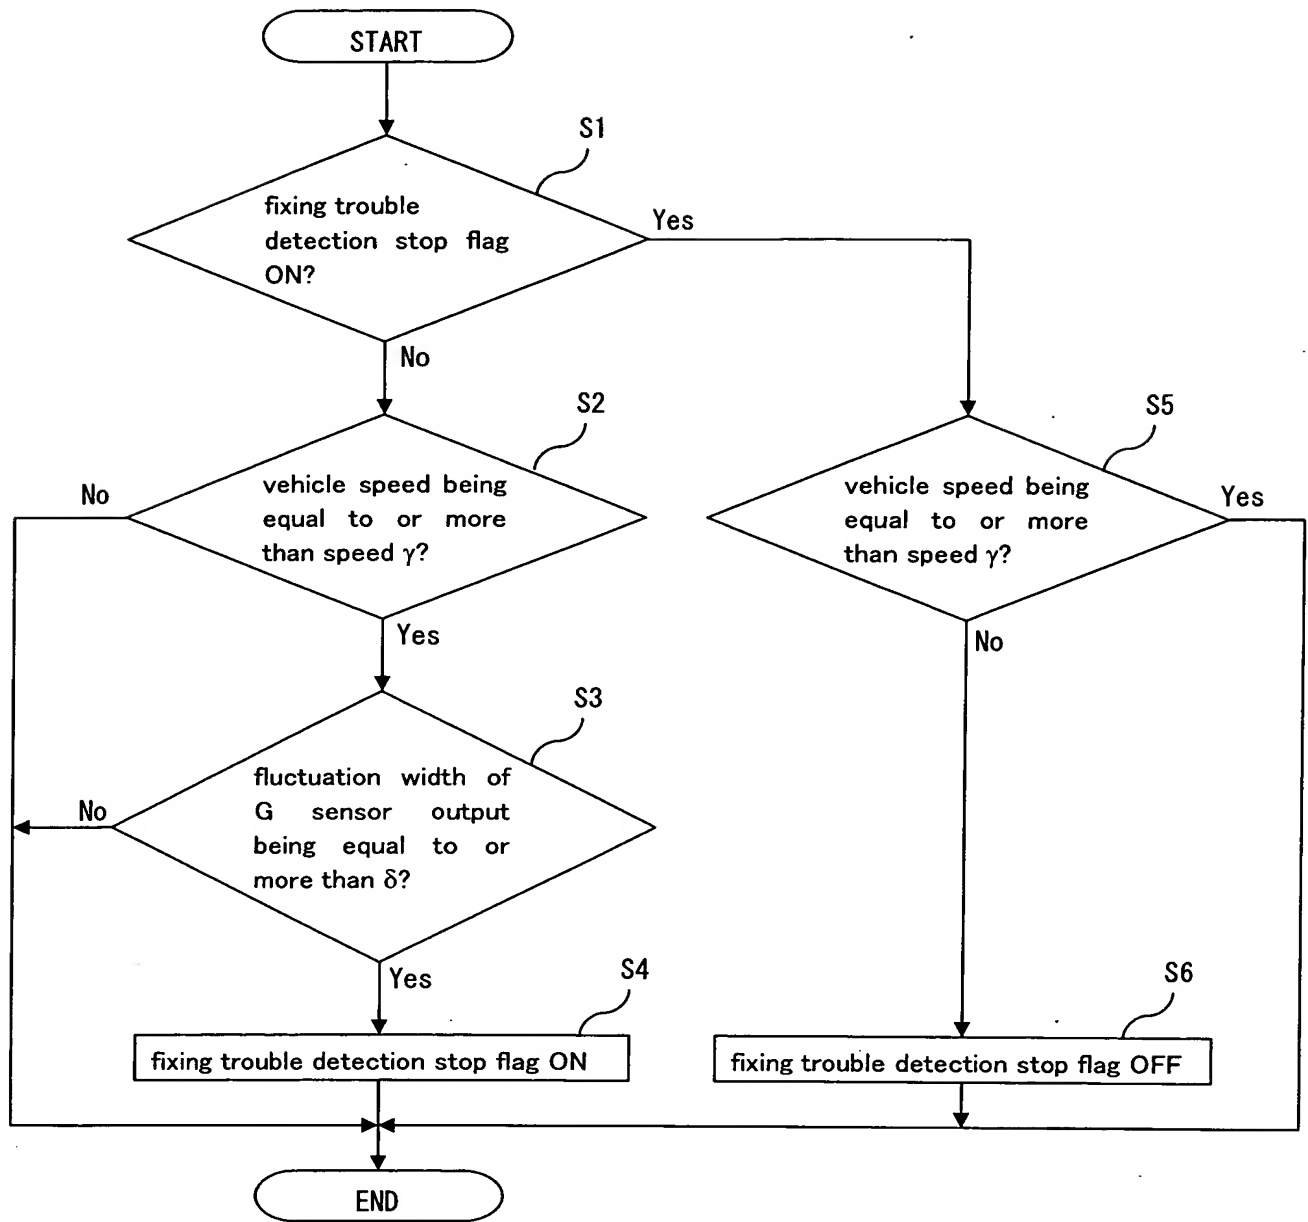 START
S1
fixing trouble
detection stop flag
ON?
Yes
No
S2
vehicle speed being
equal to or more
than speed γ?
No
Yes
S5
vehicle speed being
equal to or more
than speed γ?
Yes
No
S3
fluctuation width of
G sensor output
being equal to or
more than δ?
No
Yes
S4
fixing trouble detection stop flag ON
S6
fixing trouble detection stop flag OFF
END